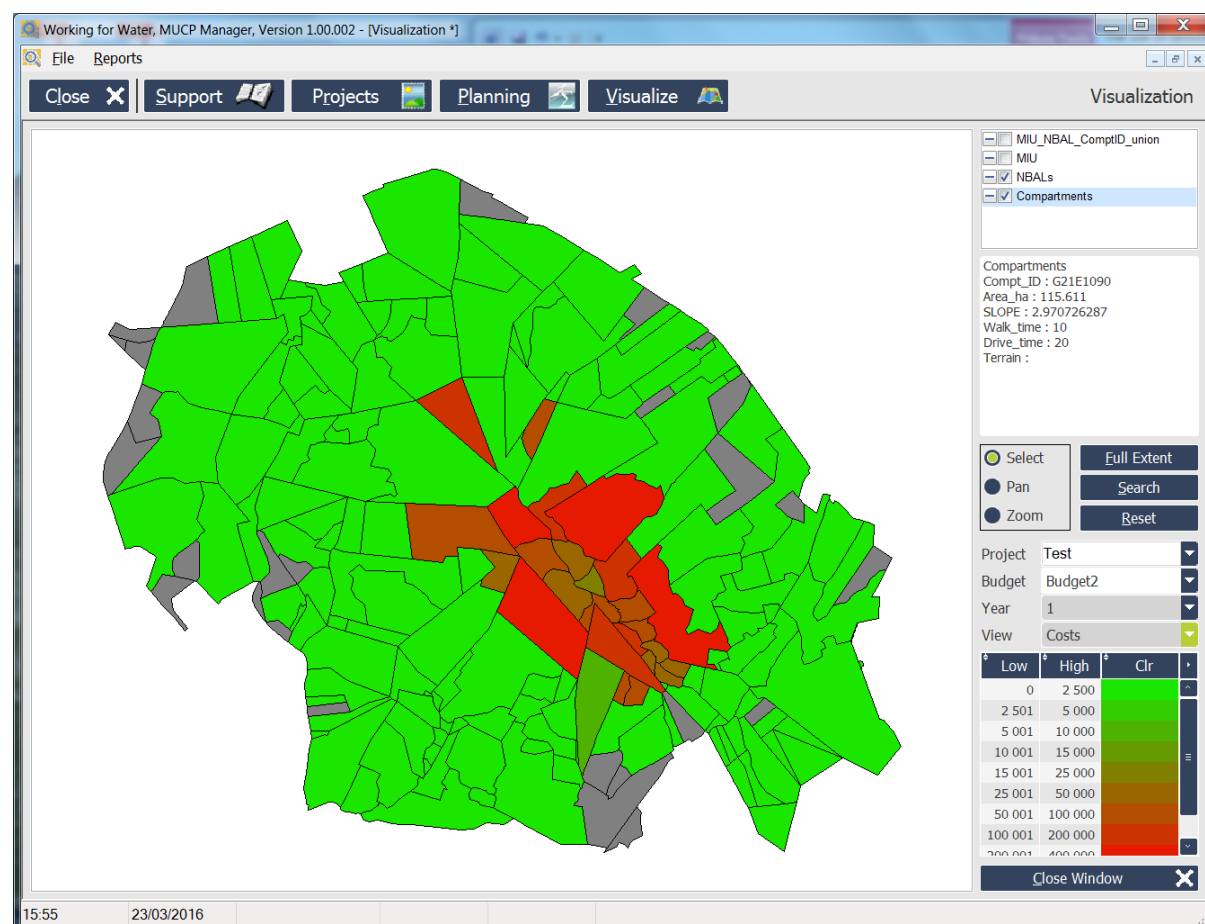 Working for Water, MUCP Manager, Version 1.00.002 - [Visualization *]
File Reports
Close Support Projects Planning Visualize Visualization
MIU_NBAL_ComptID_union
MIU
NBALs
Compartments
Compartments
Compt_ID : G21E1090
Area_ha : 115.611
SLOPE : 2.970726287
Walk_time : 10
Drive_time : 20
Terrain :
Select Full Extent
Pan Search
Zoom Reset
Project Test
Budget Budget2
Year 1
View Costs
Low High Clr
0 2 500
2 501 5 000
5 001 10 000
10 001 15 000
15 001 25 000
25 001 50 000
50 001 100 000
100 001 200 000
200 001 400 000
Close Window
15:55 23/03/2016